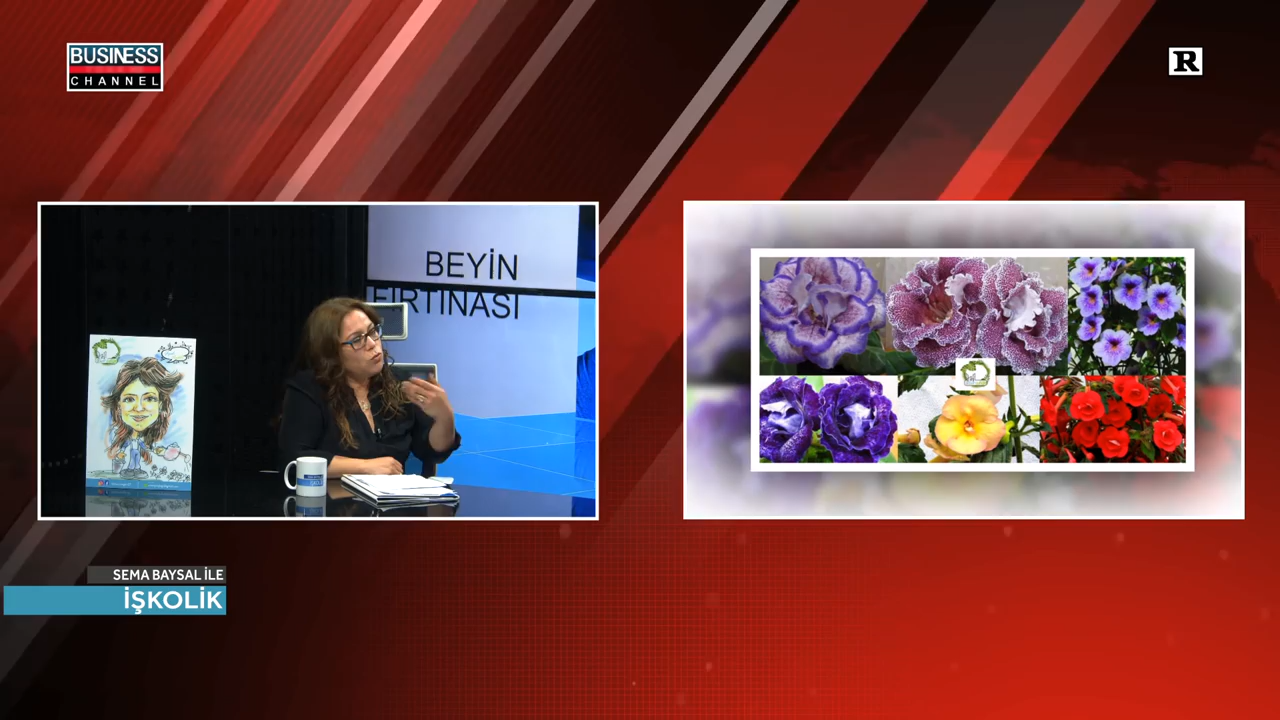 BUSINESS
CHANNEL
R
BEYİN
FIRTINASI
SEMA BAYSAL İLE
İŞKOLİK